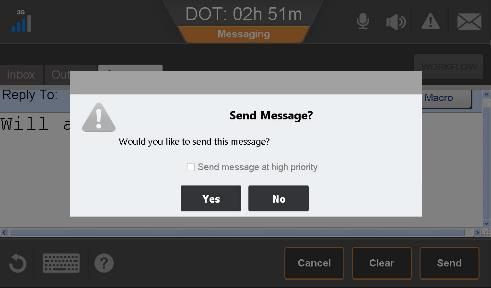 3G
DOT: 02h 51m
Messaging
WORKFLOW
Inbox
Reply To:
Macro
Will
Send Message?
Would you like to send this message?
Send message at high priority
Yes No
Cancel Clear Send